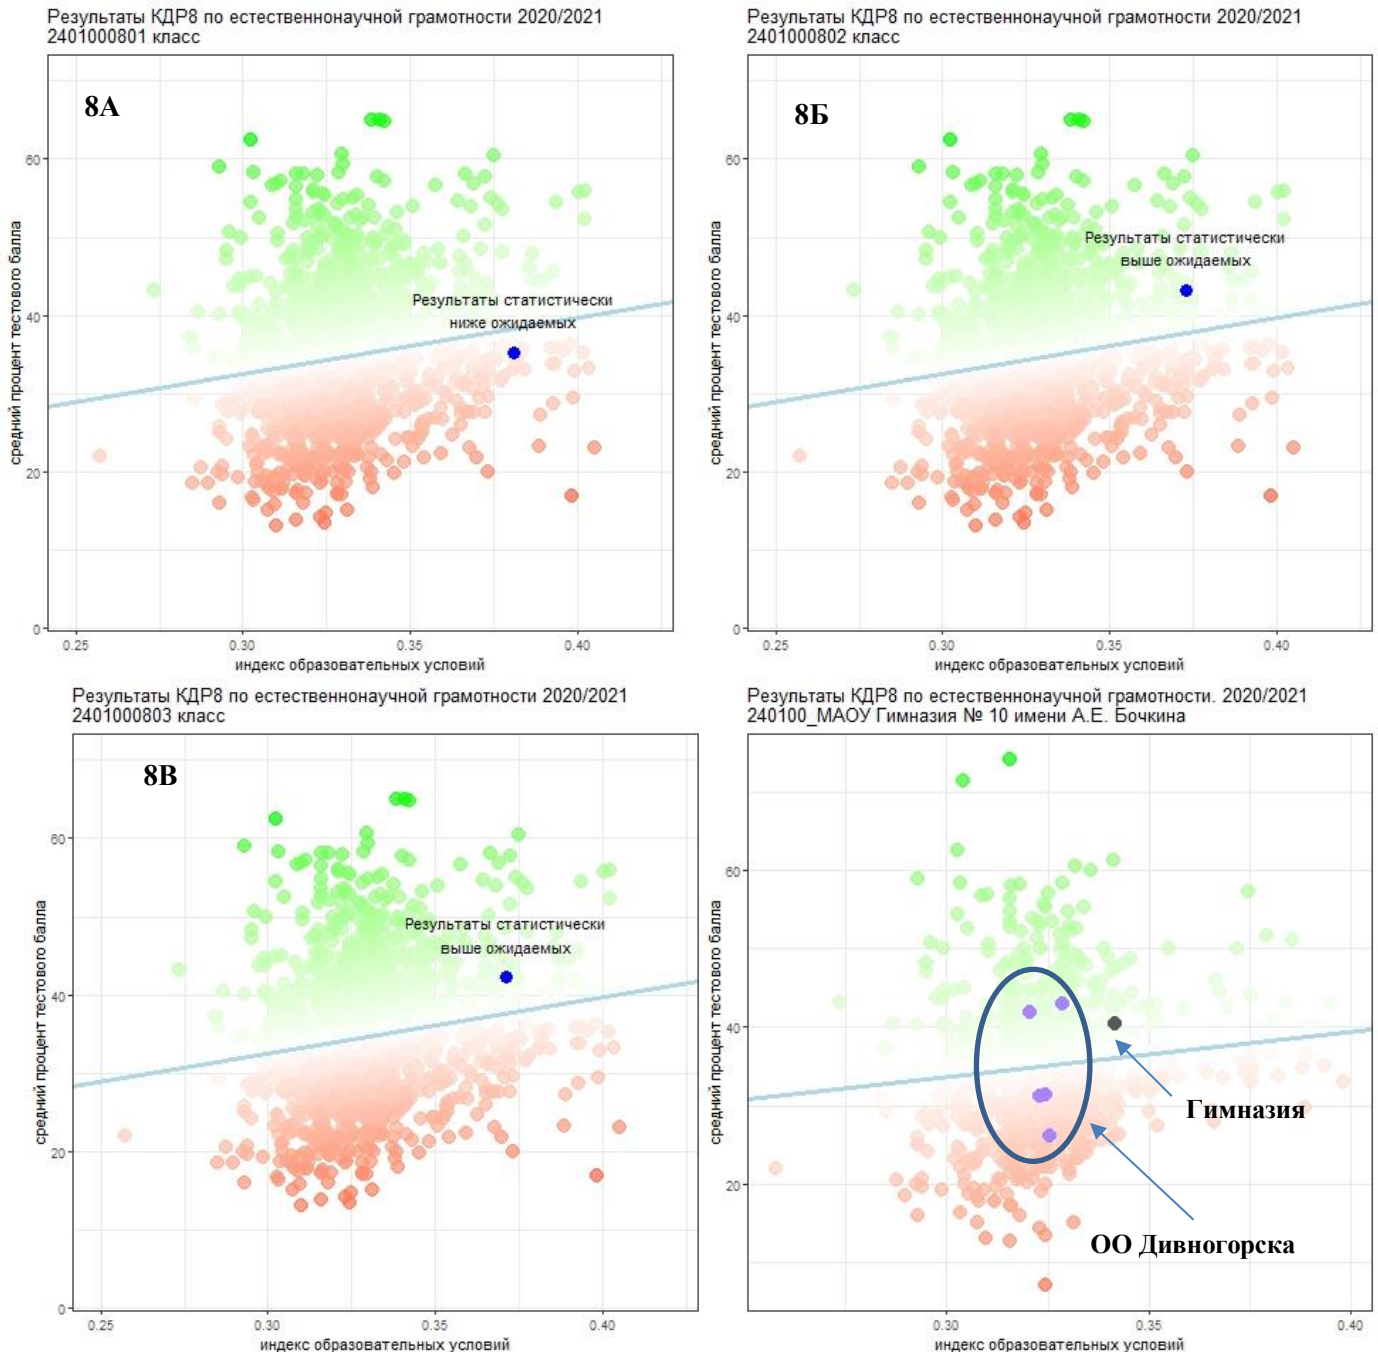 Результаты КДР8 по естественнонаучной грамотности 2020/2021
2401000801 класс
8А
Результаты статистически
ниже ожидаемых
средний процент тестового балла
60
40
20
0
0.25
0.30
0.35
0.40
индекс образовательных условий
Результаты КДР8 по естественнонаучной грамотности 2020/2021
2401000802 класс
8Б
Результаты статистически
выше ожидаемых
средний процент тестового балла
60
40
20
0
0.25
0.30
0.35
0.40
индекс образовательных условий
Результаты КДР8 по естественнонаучной грамотности 2020/2021
2401000803 класс
8В
Результаты статистически
выше ожидаемых
средний процент тестового балла
60
40
20
0
0.25
0.30
0.35
0.40
индекс образовательных условий
Результаты КДР8 по естественнонаучной грамотности. 2020/2021
240100_МАОУ Гимназия № 10 имени А.Е. Бочкина
средний процент тестового балла
60
40
20
Гимназия
ОО Дивногорска
0.30
0.35
0.40
индекс образовательных условий